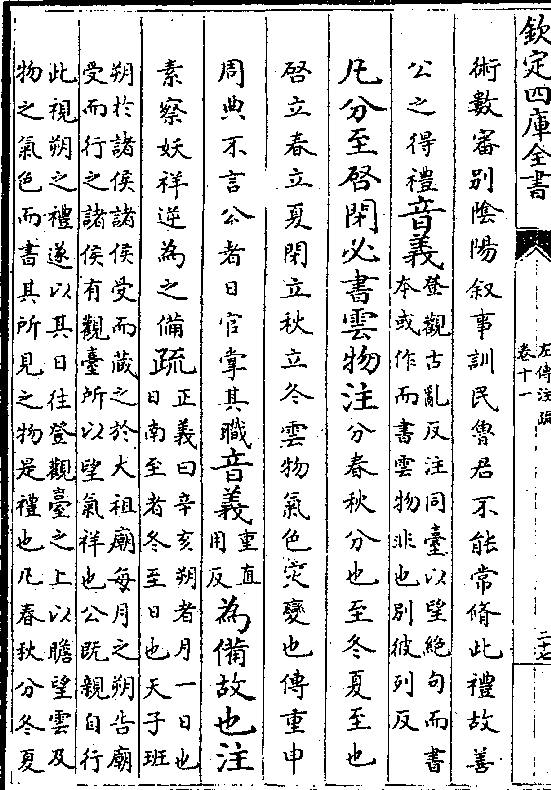 欽定四庫全書
左傳注疏
卷十一
二十七
術數審別隂陽叙事訓民魯君不能常脩此禮故善
公之得禮音義登觀古亂反注同臺以望絶句而書
本或作而書雲物非也別彼列反
凡分至啓閉必書雲物注分春秋分也至冬夏至也
啓立春立夏閉立秋立冬雲物氣色灾變也傳重申
周典不言公者日官掌其職音義重直
用反
為備故也注
素察妖祥逆為之備疏正義曰辛亥朔者月一日也
日南至者冬至日也天子班
朔於諸侯諸侯受而藏之於大祖廟每月之朔告廟
受而行之諸侯有觀臺所以望氣祥也公既親自行
此視朔之禮遂以其日往登觀臺之上以瞻望雲及
物之氣色而書其所見之物是禮也凡春秋分冬夏